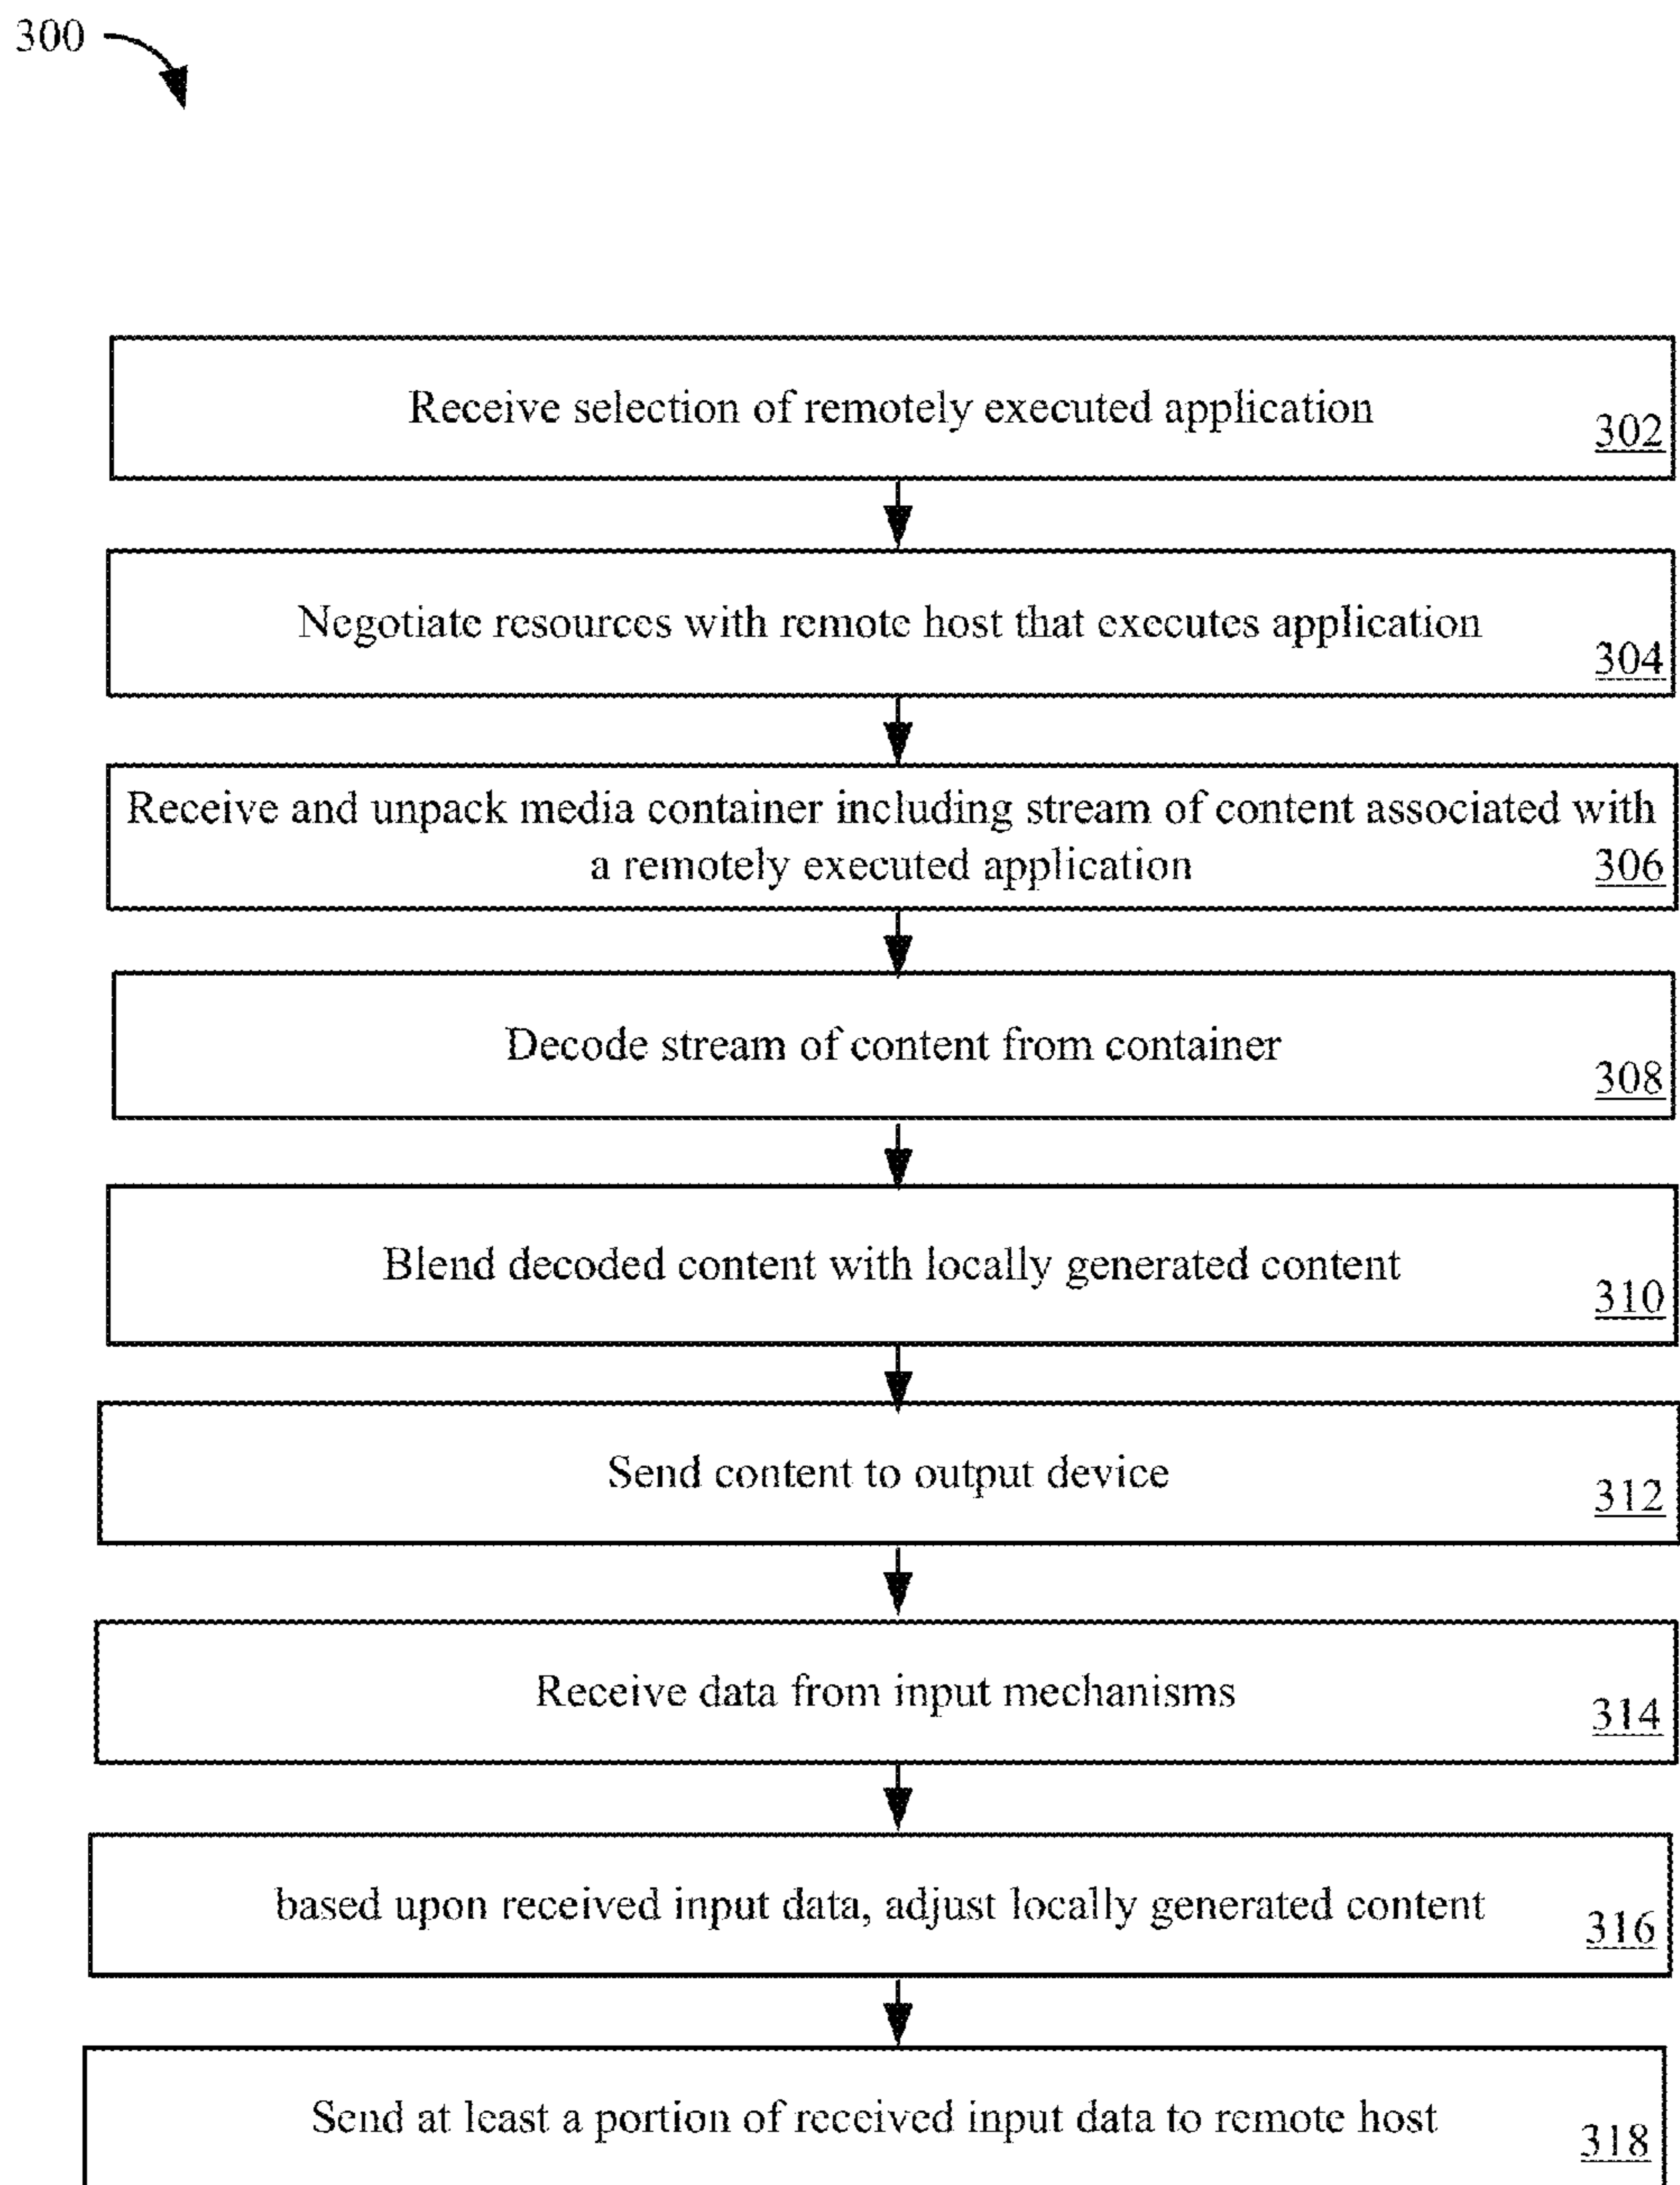 300
Receive selection of remotely executed application
302
Negotiate resources with remote host that executes application
304
Receive and unpack media container including stream of content associated with
a remotely executed application
306
Decode stream of content from container
308
Blend decoded content with locally generated content
310
Send content to output device
312
Receive data from input mechanisms
314
based upon received input data, adjust locally generated content
316
Send at least a portion of received input data to remote host
318